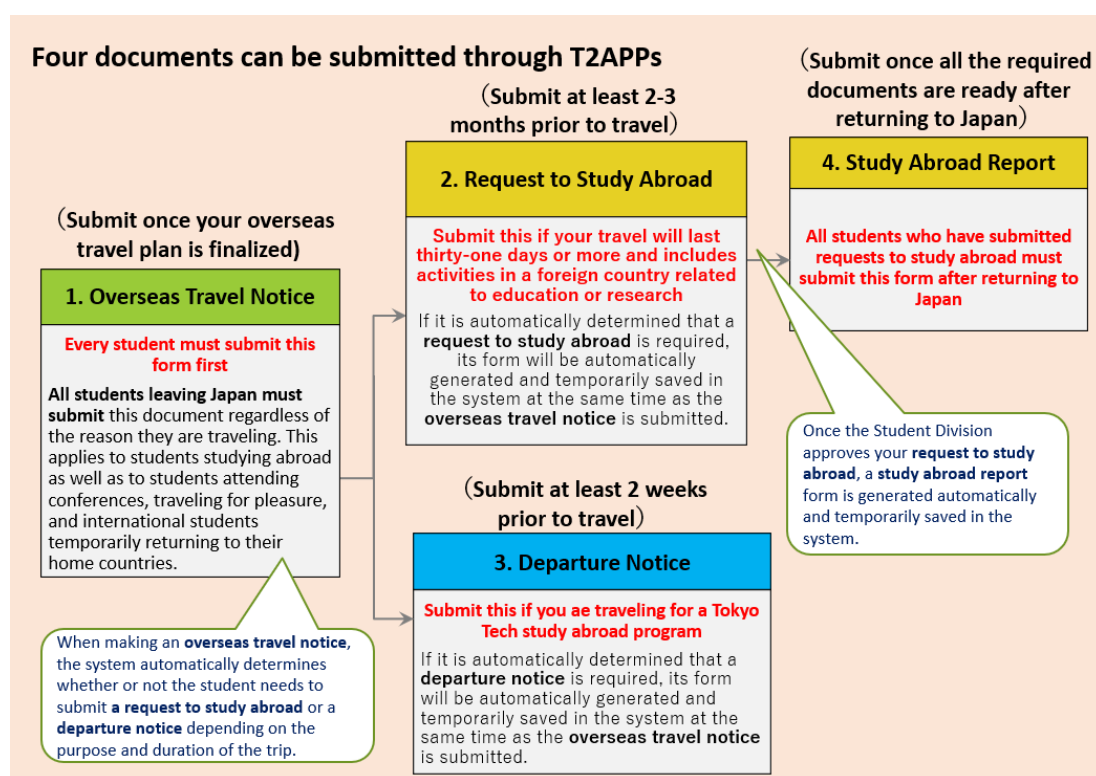 Four documents can be submitted through T2APPs
（Submit once your overseas
travel plan is finalized)
1. Overseas Travel Notice
Every student must submit this
form first
All students leaving Japan must
submit this document regardless of
the reason they are traveling. This
applies to students studying abroad
as well as to students attending
conferences, traveling for pleasure,
and international students
temporarily returning to their
home countries.
When making an overseas travel notice,
the system automatically determines
whether or not the student needs to
submit a request to study abroad or a
departure notice depending on the
purpose and duration of the trip.
（Submit at least 2-3
months prior to travel）
2. Request to Study Abroad
Submit this if your travel will last
thirty-one days or more and includes
activities in a foreign country related
to education or research
If it is automatically determined that a
request to study abroad is required,
its form will be automatically
generated and temporarily saved in
the system at the same time as the
overseas travel notice is submitted.
（Submit at least 2 weeks
prior to travel）
3. Departure Notice
Submit this if you ae traveling for a Tokyo
Tech study abroad program
If it is automatically determined that a
departure notice is required, its form
will be automatically generated and
temporarily saved in the system at the
same time as the overseas travel notice
is submitted.
（Submit once all the required
documents are ready after
returning to Japan）
4. Study Abroad Report
All students who have submitted
requests to study abroad must
submit this form after returning to
Japan
Once the Student Division
approves your request to study
abroad, a study abroad report
form is generated automatically
and temporarily saved in the
system.